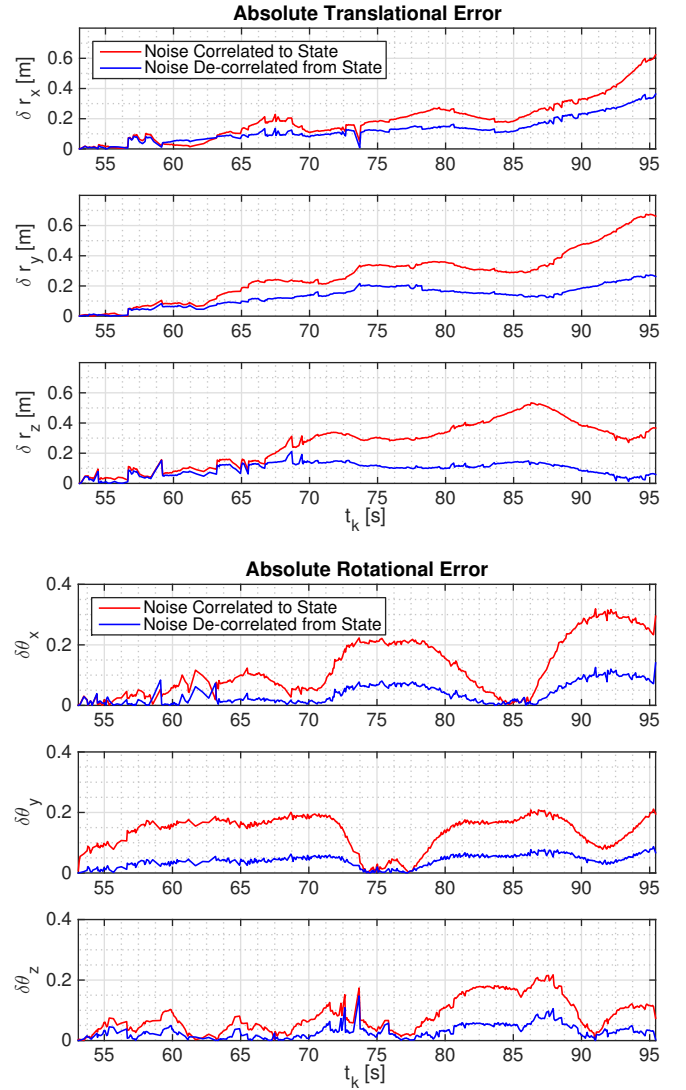 Absolute Translational Error
Noise Correlated to State
Noise De-correlated from State
δ r_x [m]
0 0.2 0.4 0.6
55 60 65 70 75 80 85 90 95
δ r_y [m]
0 0.2 0.4 0.6
55 60 65 70 75 80 85 90 95
δ r_z [m]
0 0.2 0.4 0.6
55 60 65 70 75 80 85 90 95
t_k [s]
Absolute Rotational Error
Noise Correlated to State
Noise De-correlated from State
δθ_x
0 0.2 0.4
55 60 65 70 75 80 85 90 95
δθ_y
0 0.2 0.4
55 60 65 70 75 80 85 90 95
δθ_z
0 0.2 0.4
55 60 65 70 75 80 85 90 95
t_k [s]